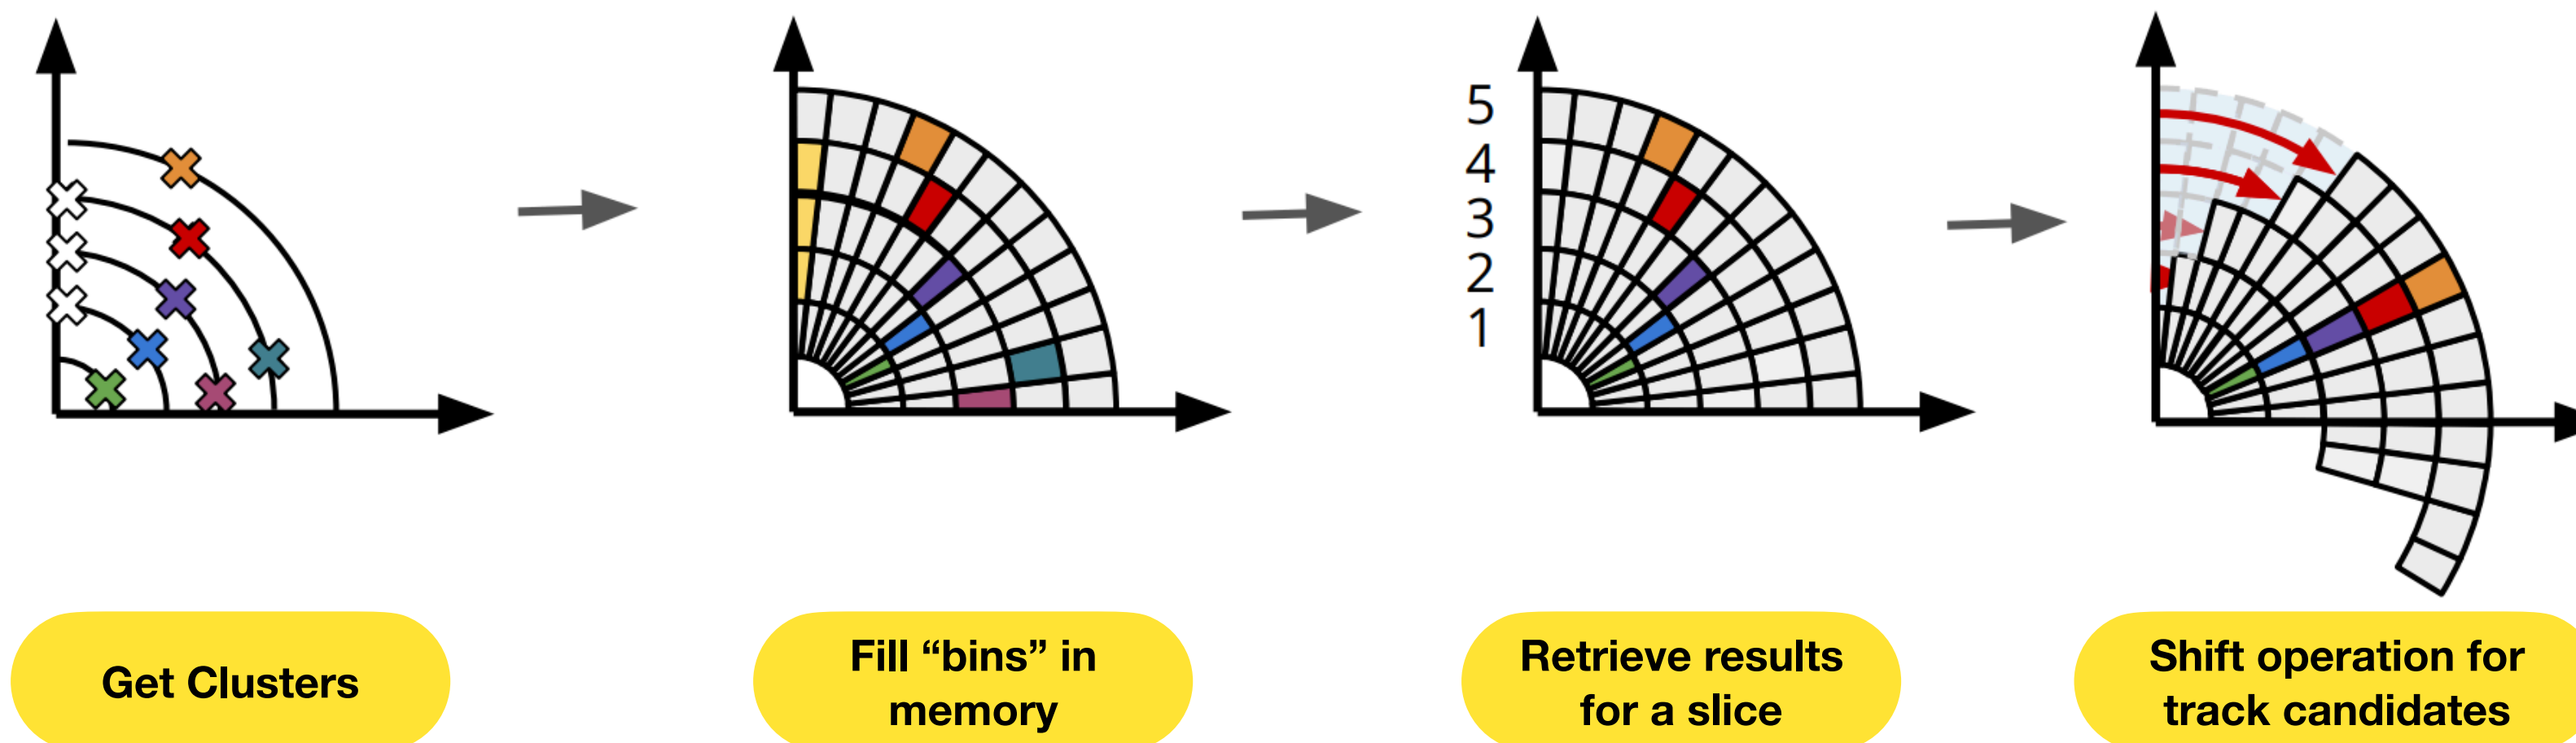 5
4
3
2
1
Get Clusters
Fill “bins” in
memory
Retrieve results
for a slice
Shift operation for
track candidates